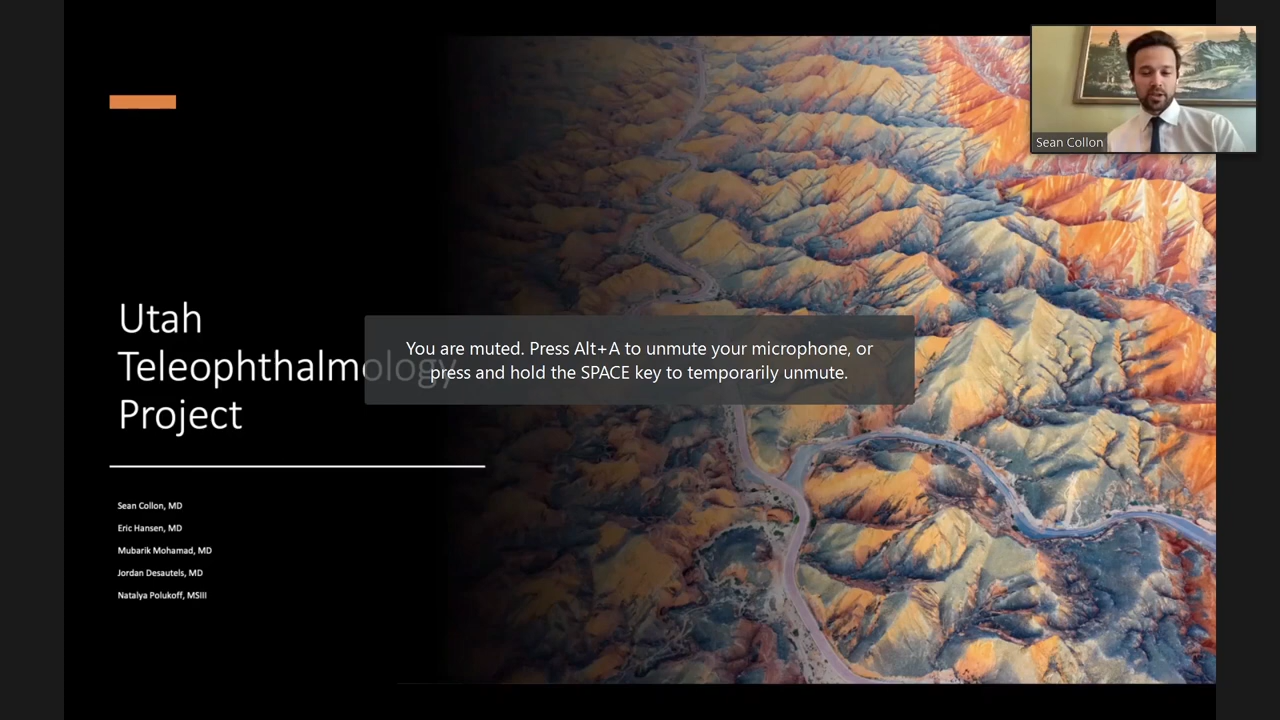 Sean Collon
Utah
Teleophthalmology
Project
You are muted. Press Alt+A to unmute your microphone, or
press and hold the SPACE key to temporarily unmute.
Sean Collon, MD
Eric Hansen, MD
Mubarik Mohamad, MD
Jordan Desautels, MD
Natalya Polukoff, MSIII